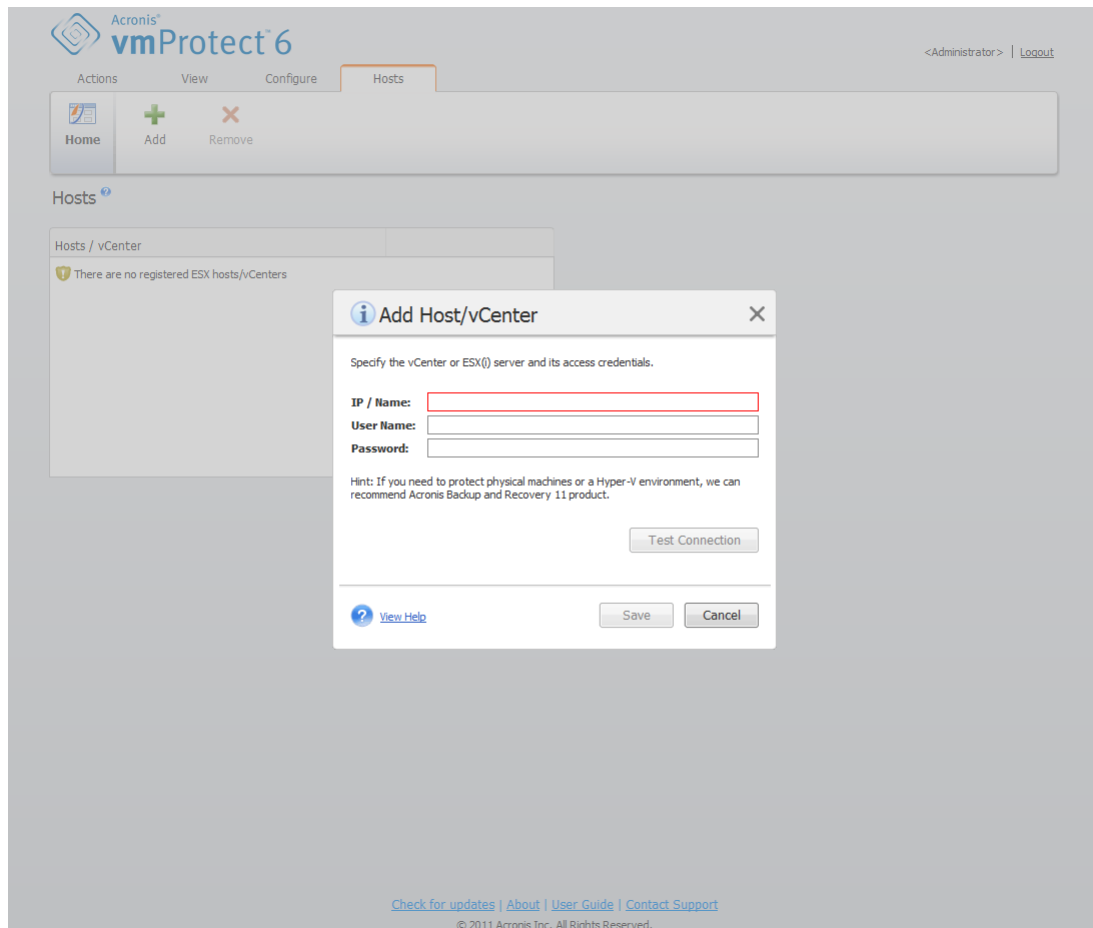 Acronis®
vmProtect™6
<Administrator> | Logout
Actions View Configure Hosts
Home Add Remove
Hosts ?
Hosts / vCenter
There are no registered ESX hosts/vCenters
Add Host/vCenter
Specify the vCenter or ESX(i) server and its access credentials.
IP / Name:
User Name:
Password:
Hint: If you need to protect physical machines or a Hyper-V environment, we can
recommend Acronis Backup and Recovery 11 product.
Test Connection
? View Help
Save Cancel
Check for updates | About | User Guide | Contact Support
© 2011 Acronis Inc. All Rights Reserved.